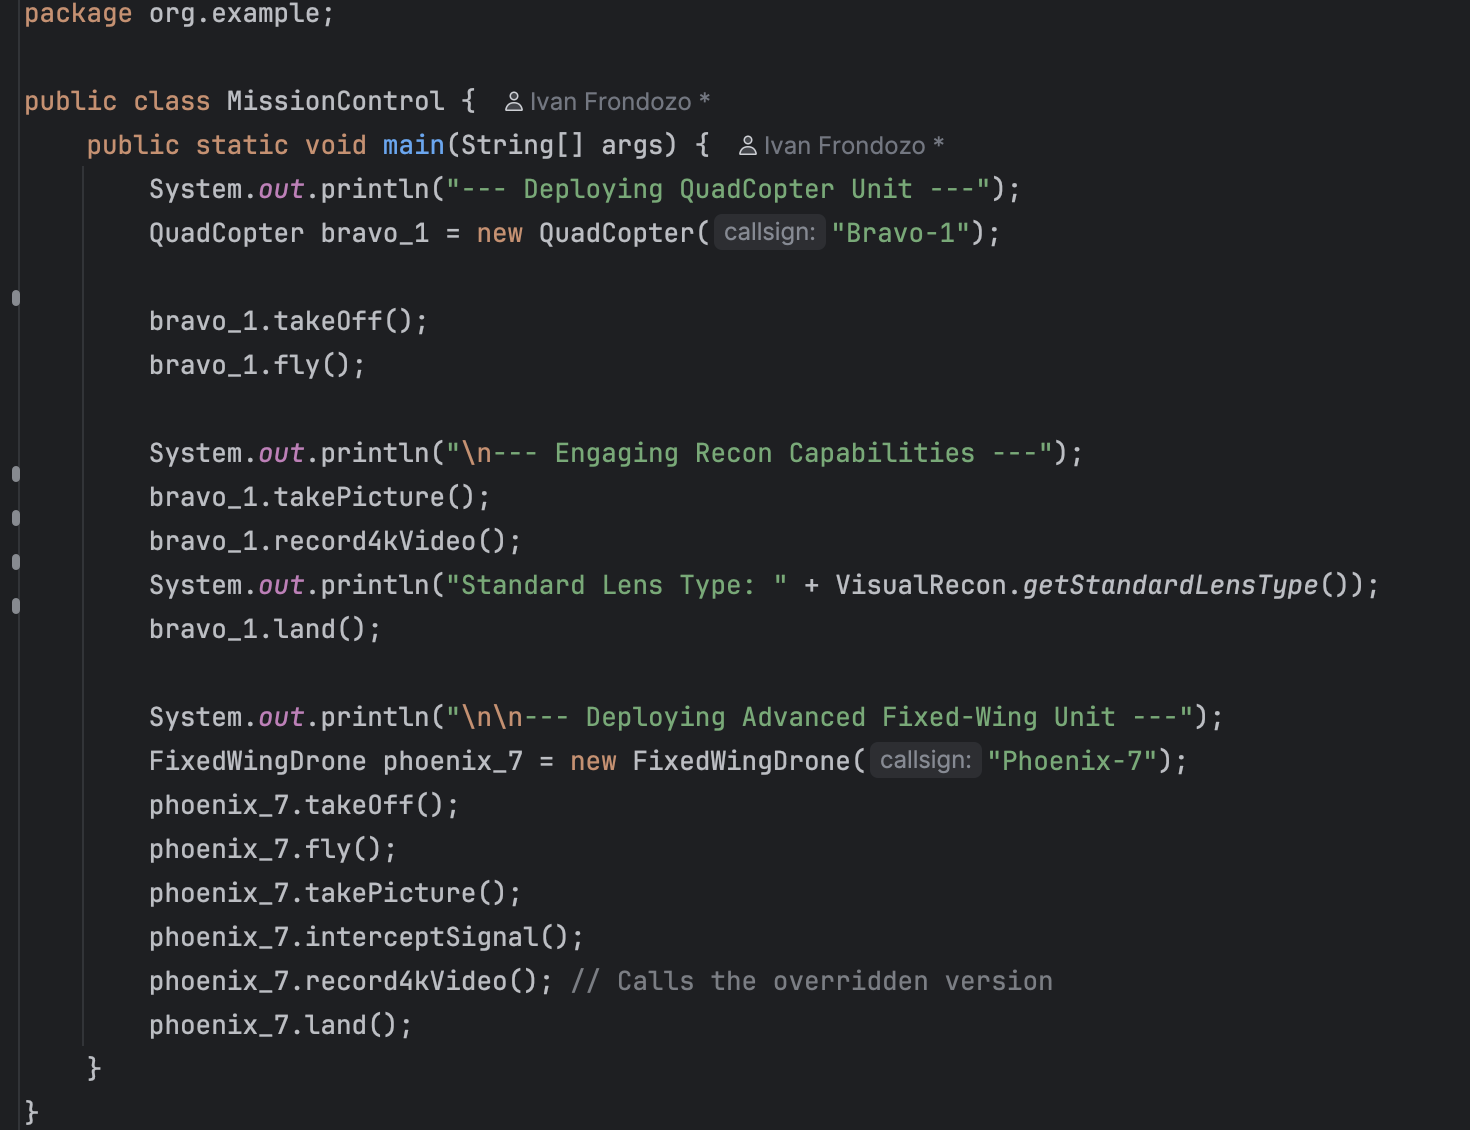 package org.example;
public class MissionControl { Ivan Frondozo *
public static void main(String[] args) { Ivan Frondozo *
System.out.println("--- Deploying QuadCopter Unit ---");
QuadCopter bravo_1 = new QuadCopter( callsign: "Bravo-1");
bravo_1.takeOff();
bravo_1.fly();
System.out.println("\n--- Engaging Recon Capabilities ---");
bravo_1.takePicture();
bravo_1.record4kVideo();
System.out.println("Standard Lens Type: " + VisualRecon.getStandardLensType());
bravo_1.land();
System.out.println("\n\n--- Deploying Advanced Fixed-Wing Unit ---");
FixedWingDrone phoenix_7 = new FixedWingDrone( callsign: "Phoenix-7");
phoenix_7.takeOff();
phoenix_7.fly();
phoenix_7.takePicture();
phoenix_7.interceptSignal();
phoenix_7.record4kVideo(); // Calls the overridden version
phoenix_7.land();
}
}